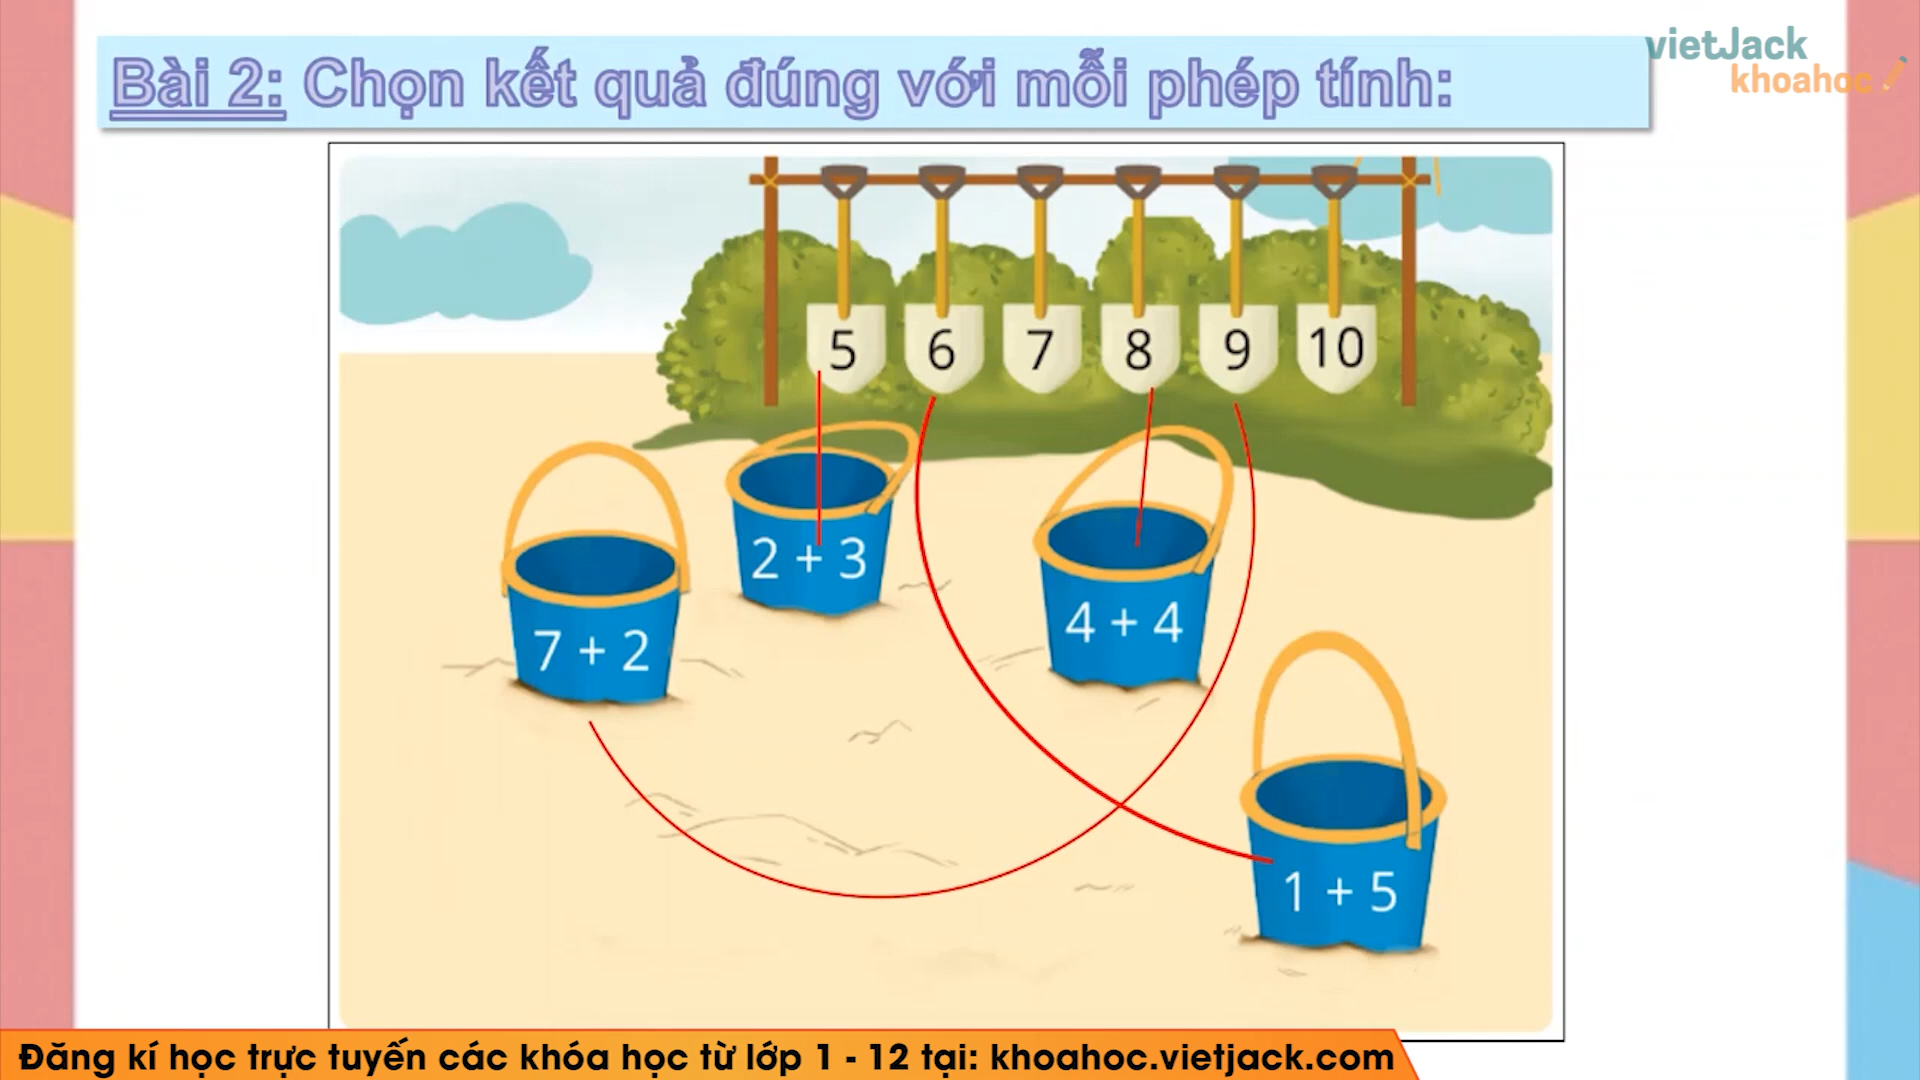 vietJack
khoahoc
Bài 2: Chọn kết quả đúng với mỗi phép tính:
5 6 7 8 9 10
2 + 3
7 + 2
4 + 4
1 + 5
Đăng kí học trực tuyến các khóa học từ lớp 1 - 12 tại: khoahoc.vietjack.com